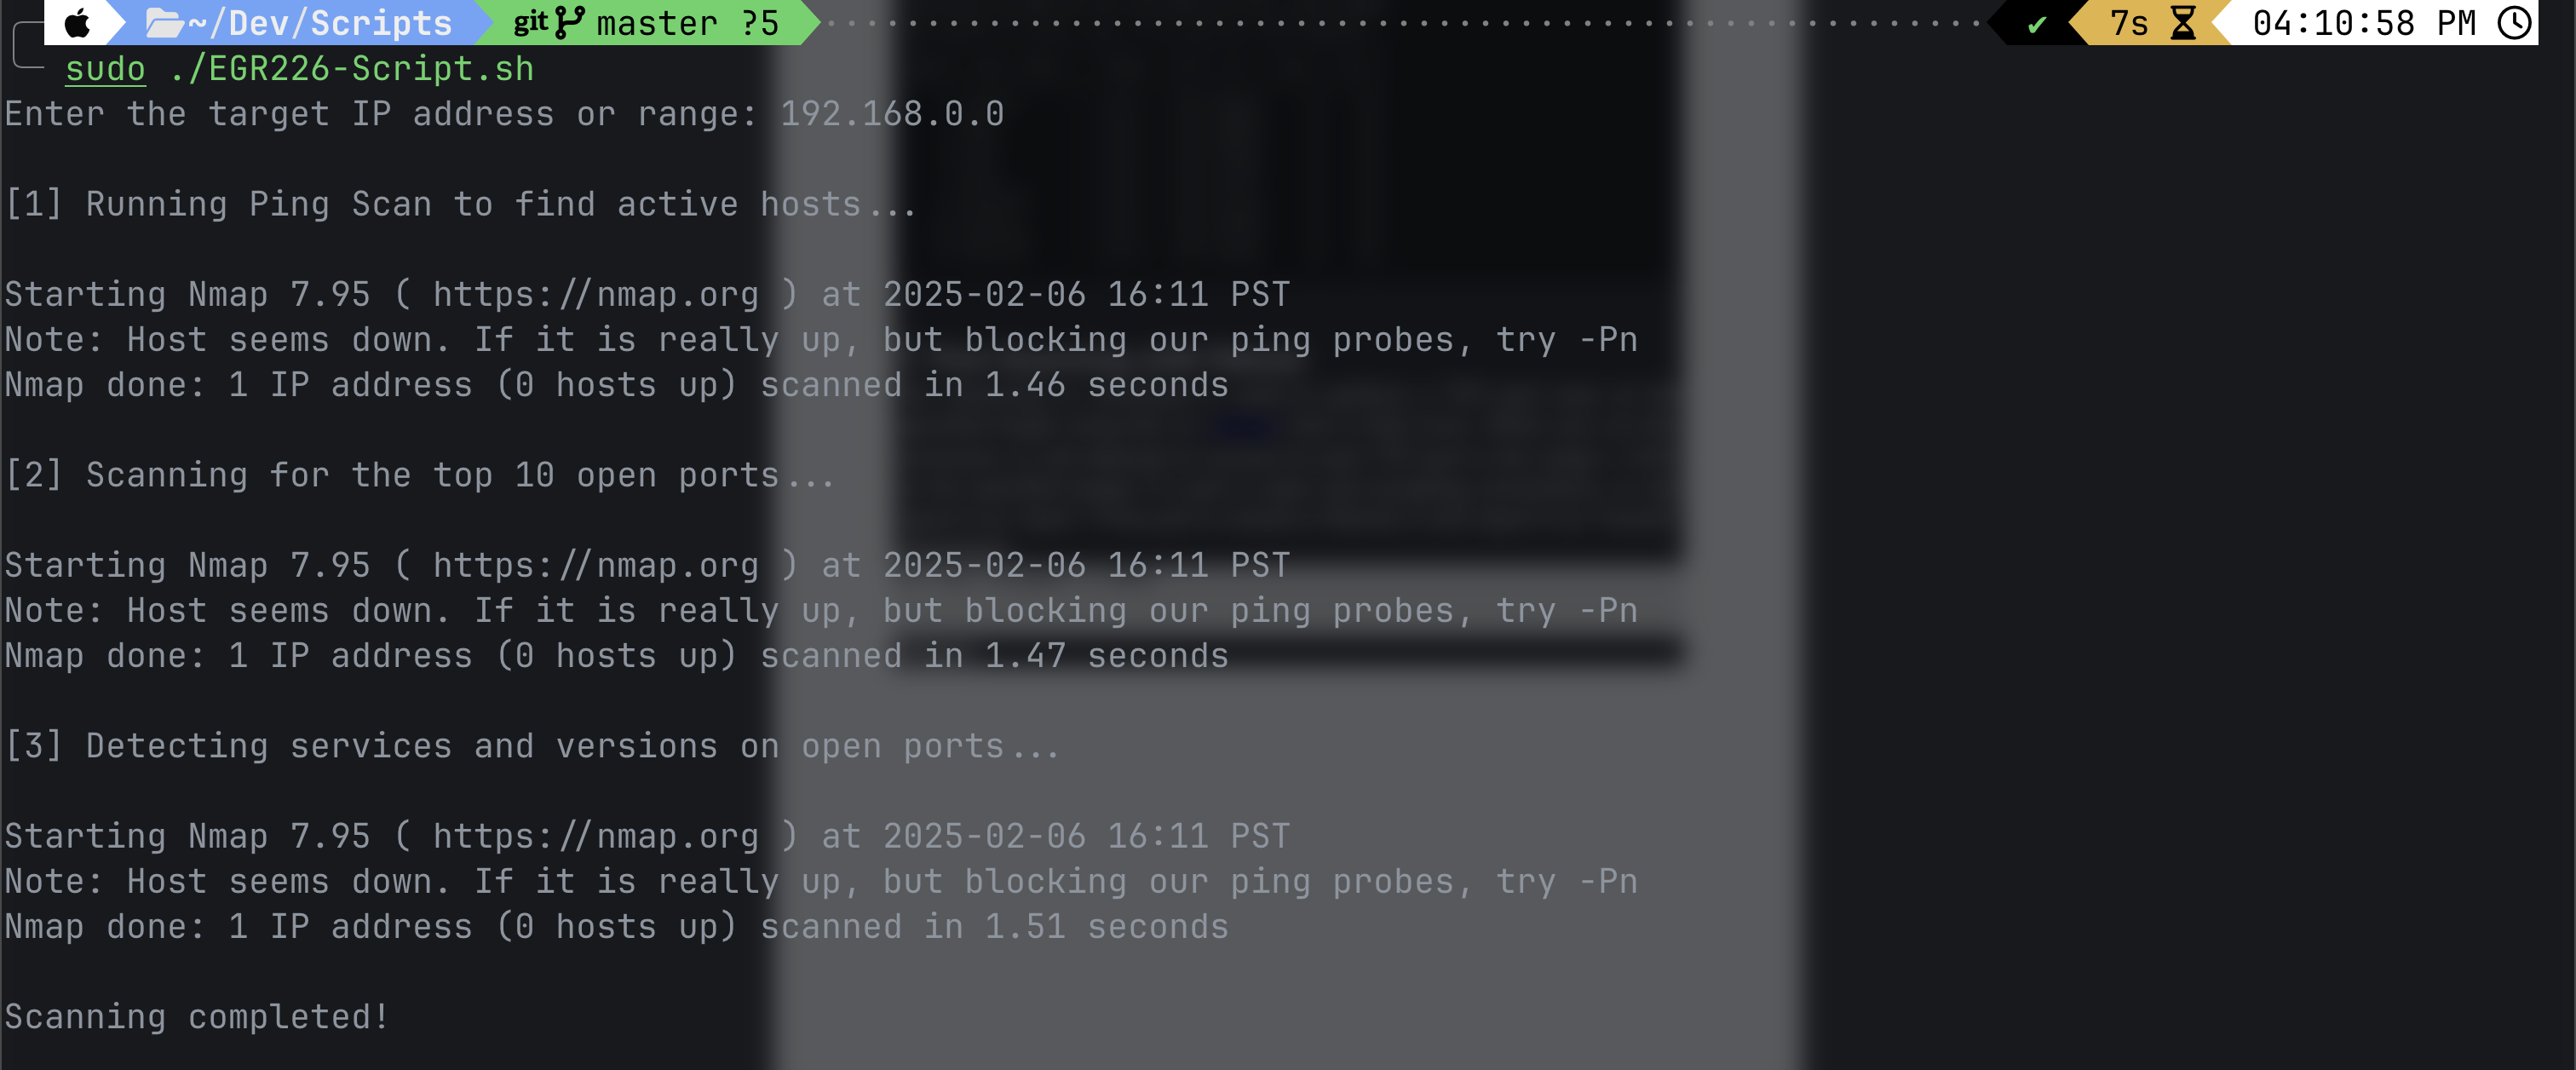 ~/Dev/Scripts git master ?5 ✔ 7s 04:10:58 PM
sudo ./EGR226-Script.sh
Enter the target IP address or range: 192.168.0.0
[1] Running Ping Scan to find active hosts...
Starting Nmap 7.95 ( https://nmap.org ) at 2025-02-06 16:11 PST
Note: Host seems down. If it is really up, but blocking our ping probes, try -Pn
Nmap done: 1 IP address (0 hosts up) scanned in 1.46 seconds
[2] Scanning for the top 10 open ports...
Starting Nmap 7.95 ( https://nmap.org ) at 2025-02-06 16:11 PST
Note: Host seems down. If it is really up, but blocking our ping probes, try -Pn
Nmap done: 1 IP address (0 hosts up) scanned in 1.47 seconds
[3] Detecting services and versions on open ports...
Starting Nmap 7.95 ( https://nmap.org ) at 2025-02-06 16:11 PST
Note: Host seems down. If it is really up, but blocking our ping probes, try -Pn
Nmap done: 1 IP address (0 hosts up) scanned in 1.51 seconds
Scanning completed!